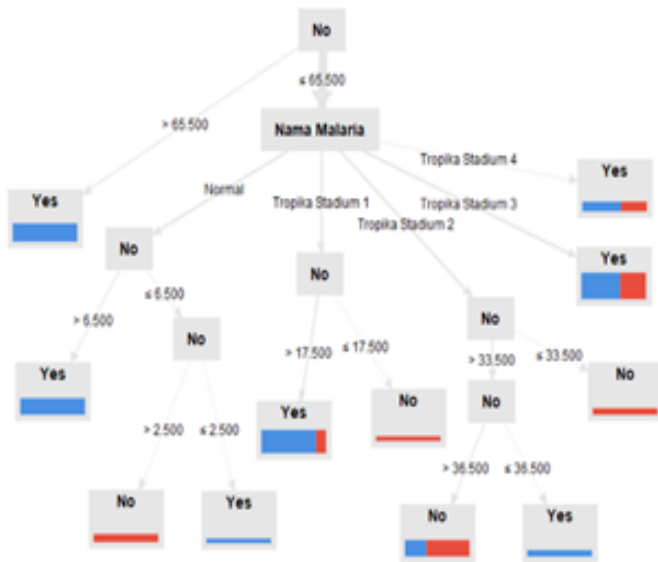 No
≤ 65.500
> 65.500
Nama Malaria
Tropika Stadium 4
Yes
Normal
Tropika Stadium 1
Tropika Stadium 3
Tropika Stadium 2
Yes
No
No
Yes
≤ 6.500
> 6.500
No
No
> 17.500
≤ 17.500
> 33.500
≤ 33.500
Yes
No
No
No
Yes
> 2.500
≤ 2.500
> 36.500
≤ 36.500
No
Yes
No
Yes